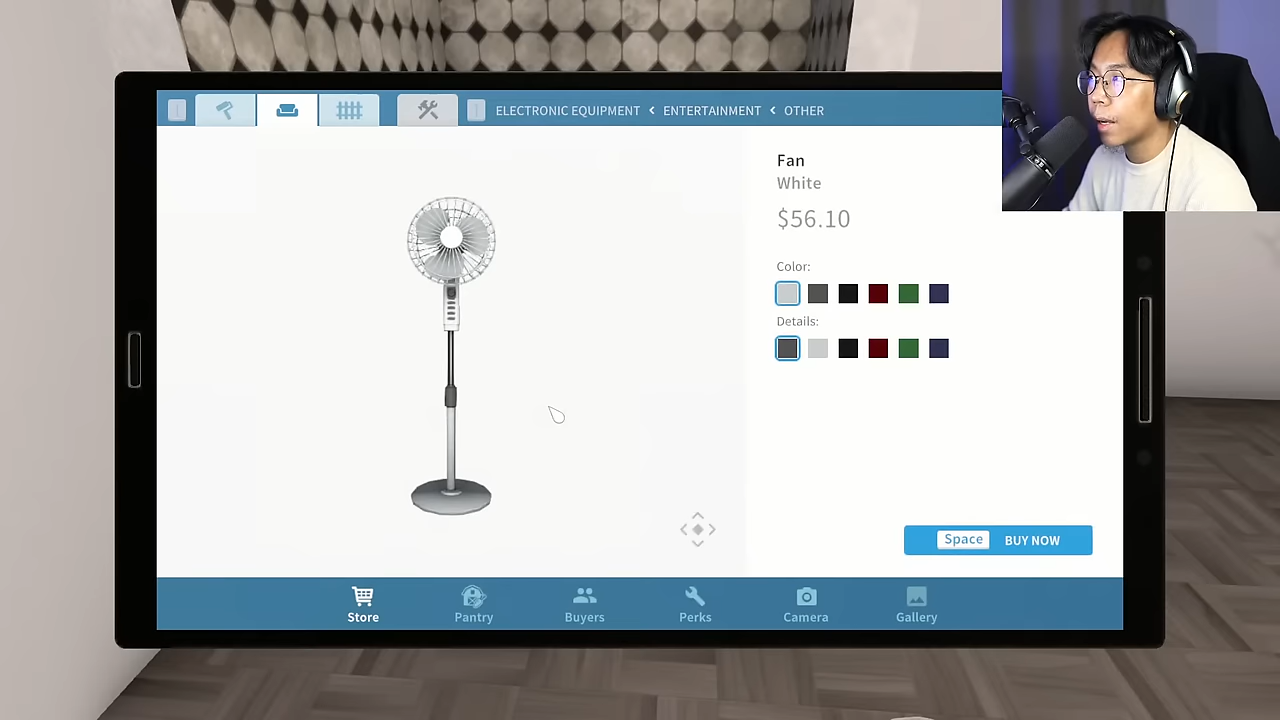 ELECTRONIC EQUIPMENT < ENTERTAINMENT < OTHER
Fan
White
$56.10
Color:
Details:
Space BUY NOW
Store Pantry Buyers Perks Camera Gallery